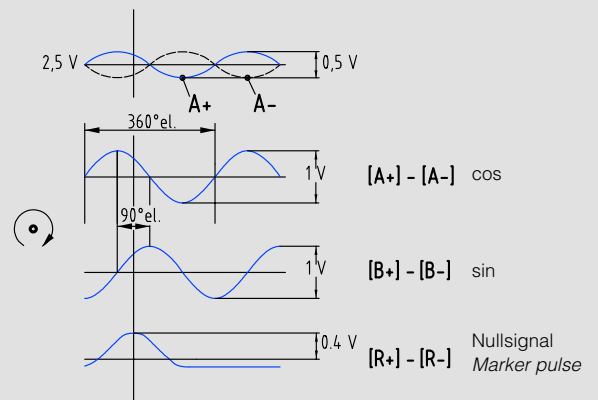 2,5 V
0,5 V
A+ A-
360°el.
1 V
[A+] - [A-] cos
90°el.
1 V
[B+] - [B-] sin
0.4 V
[R+] - [R-]
Nullsignal
Marker pulse